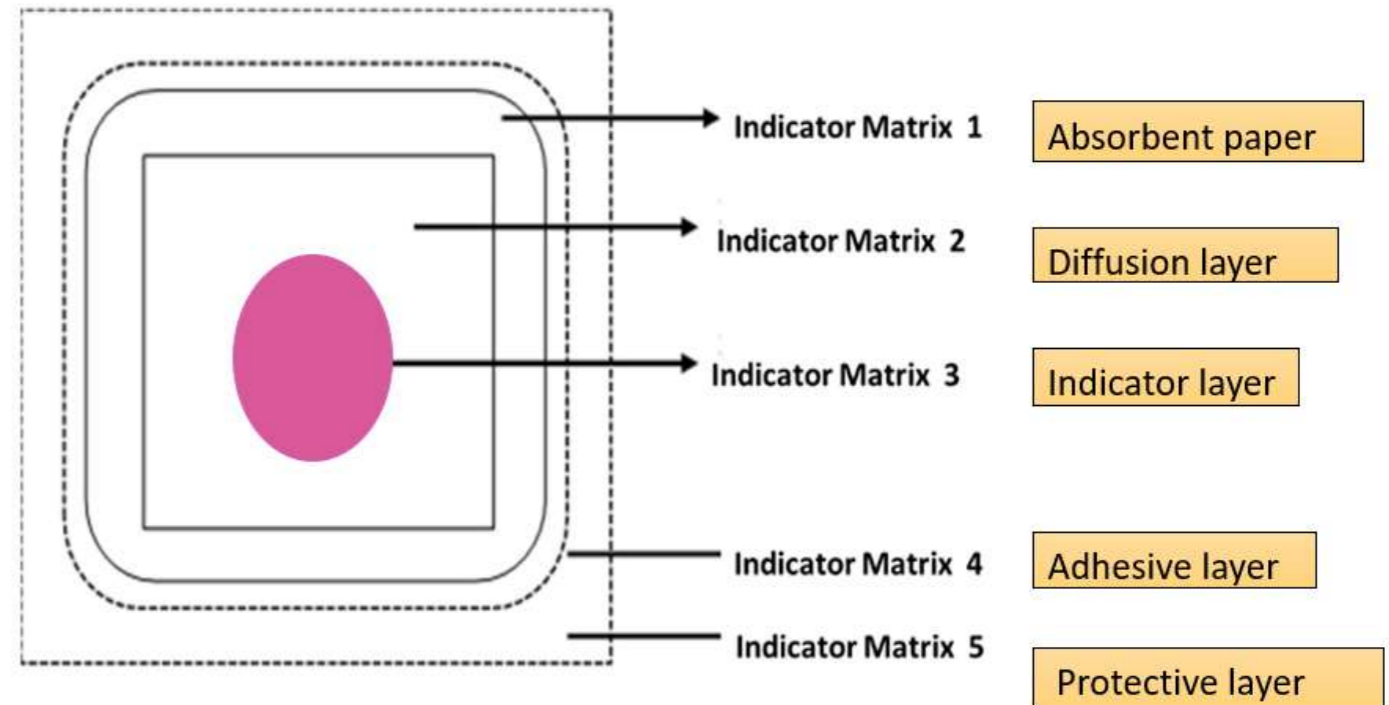 Indicator Matrix 1
Absorbent paper
Indicator Matrix 2
Diffusion layer
Indicator Matrix 3
Indicator layer
Indicator Matrix 4
Adhesive layer
Indicator Matrix 5
Protective layer